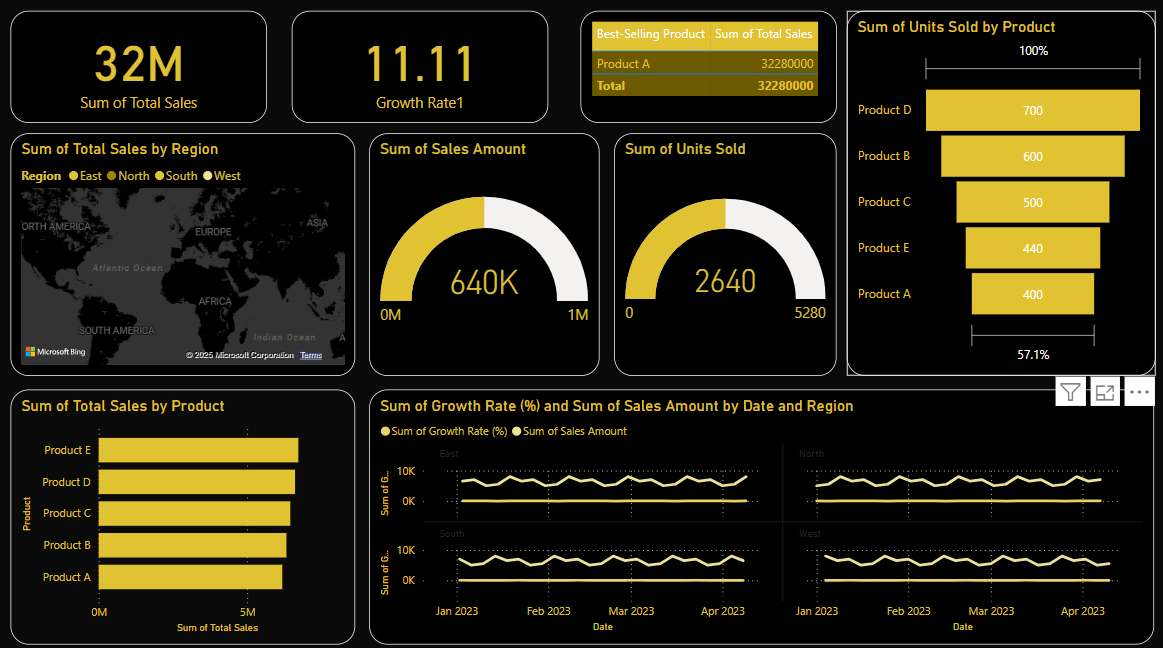 32M
Sum of Total Sales
11.11
Growth Rate1
Best-Selling Product Sum of Total Sales
Product A 32280000
Total 32280000
Sum of Units Sold by Product
100%
Product D 700
Product B 600
Product C 500
Product E 440
Product A 400
57.1%
Sum of Total Sales by Region
Region East North South West
ORTH AMERICA
EUROPE
ASIA
Atlantic Ocean
AFRICA
SOUTH AMERICA
Indian Ocean
A
Microsoft Bing
© 2025 Microsoft Corporation Terms
Sum of Sales Amount
640K
0M 1M
Sum of Units Sold
2640
0 5280
Sum of Total Sales by Product
Product
Product E
Product D
Product C
Product B
Product A
0M 5M
Sum of Total Sales
Sum of Growth Rate (%) and Sum of Sales Amount by Date and Region
Sum of Growth Rate (%) Sum of Sales Amount
East North
Sum of G...
10K
0K
South West
Sum of G...
10K
0K
Jan 2023 Feb 2023 Mar 2023 Apr 2023 Jan 2023 Feb 2023 Mar 2023 Apr 2023
Date Date